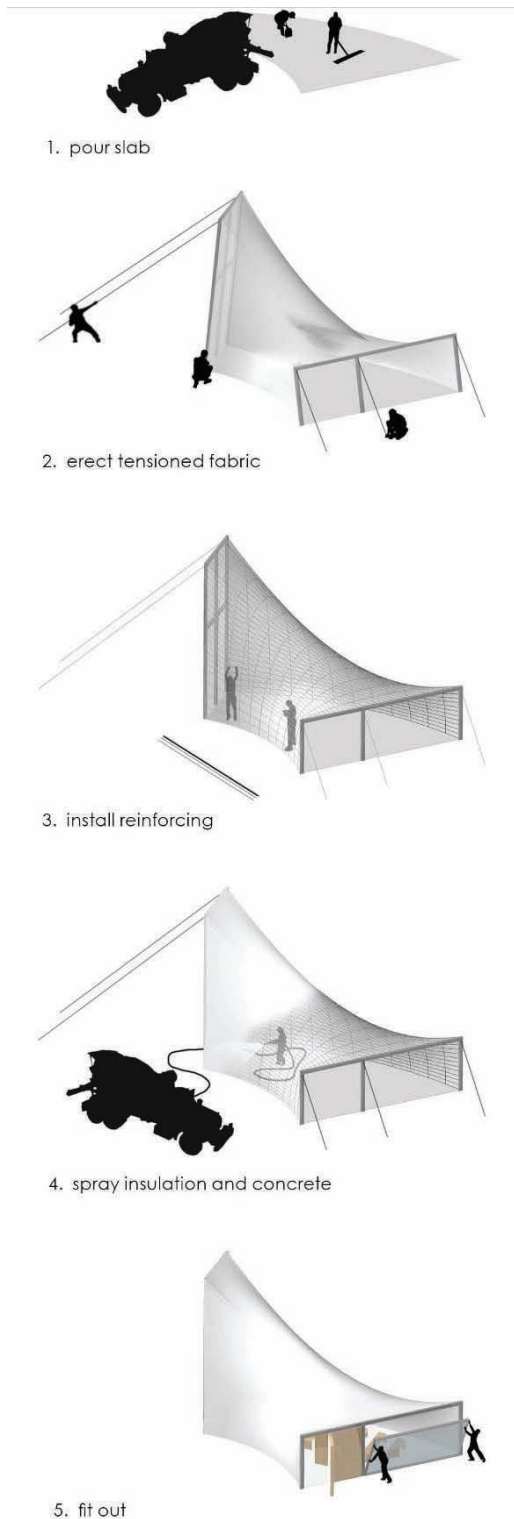 1. pour slab
2. erect tensioned fabric
3. install reinforcing
4. spray insulation and concrete
5. fit out